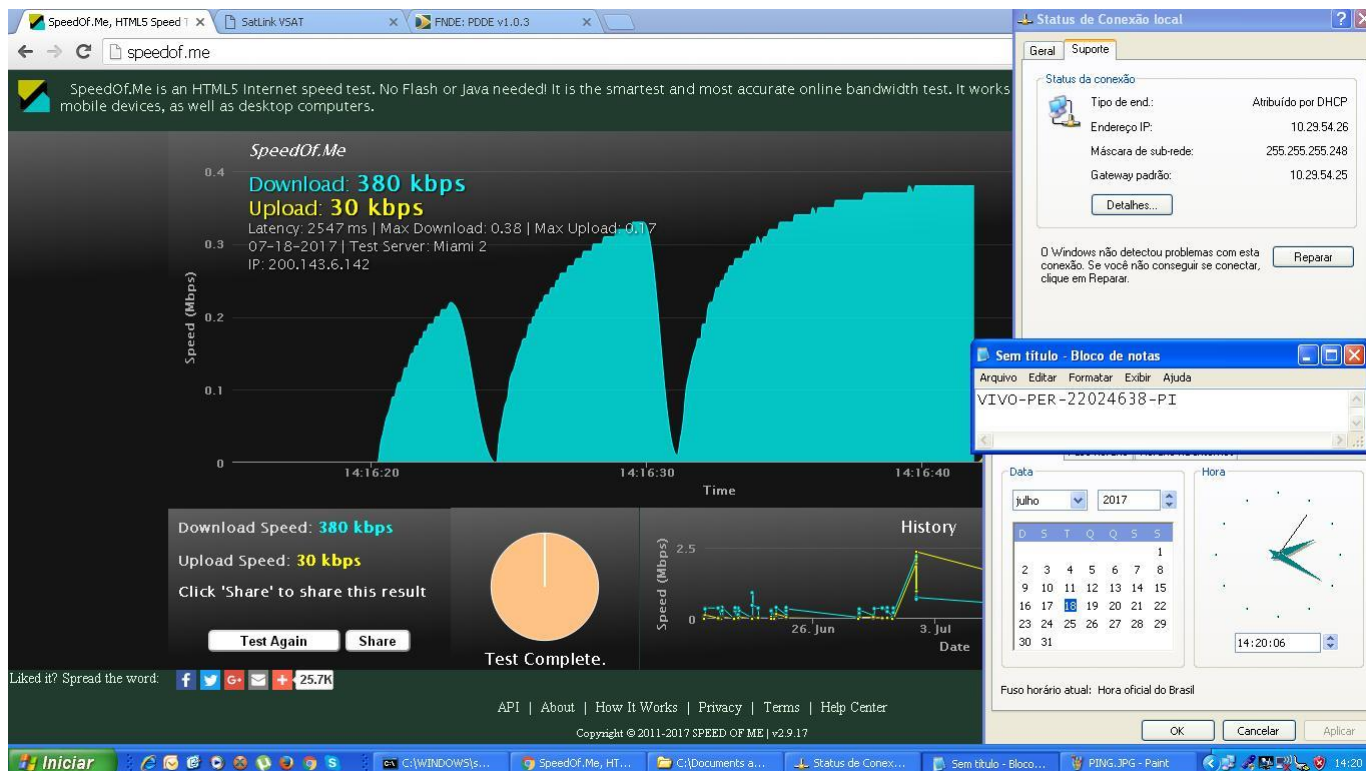 SpeedOf.Me, HTML5 Speed T
SatLink VSAT
FNDE: PDDE v1.0.3
speedof.me
SpeedOf.Me is an HTML5 Internet speed test. No Flash or Java needed! It is the smartest and most accurate online bandwidth test. It works
mobile devices, as well as desktop computers.
SpeedOf.Me
Download: 380 kbps
Upload: 30 kbps
Latency: 2547 ms | Max Download: 0.38 | Max Upload: 0.17
07-18-2017 | Test Server: Miami 2
IP: 200.143.6.142
Speed (Mbps)
0.4
0.3
0.2
0.1
0
14:16:20
14:16:30
14:16:40
Time
Download Speed: 380 kbps
Upload Speed: 30 kbps
Click 'Share' to share this result
Test Again
Share
Test Complete.
History
Speed (Mbps)
2.5
0
26. Jun
3. Jul
Date
Liked it? Spread the word:
25.7K
API | About | How It Works | Privacy | Terms | Help Center
Copyright © 2011-2017 SPEED OF ME | v2.9.17
Status de Conexão local
Geral
Suporte
Status da conexão
Tipo de end.: Atribuído por DHCP
Endereço IP: 10.29.54.26
Máscara de sub-rede: 255.255.255.248
Gateway padrão: 10.29.54.25
Detalhes...
O Windows não detectou problemas com esta
conexão. Se você não conseguir se conectar,
clique em Reparar.
Reparar
Sem título - Bloco de notas
Arquivo Editar Formatar Exibir Ajuda
VIVO-PER-22024638-PI
Data
julho
2017
D S T Q Q S S
1
2 3 4 5 6 7 8
9 10 11 12 13 14 15
16 17 18 19 20 21 22
23 24 25 26 27 28 29
30 31
Hora
14:20:06
Fuso horário atual: Hora oficial do Brasil
OK
Cancelar
Aplicar
Iniciar
C:\WINDOWS\s...
SpeedOf.Me, HT...
C:\Documents a...
Status de Conex...
Sem título - Bloco...
PING.JPG - Paint
14:20